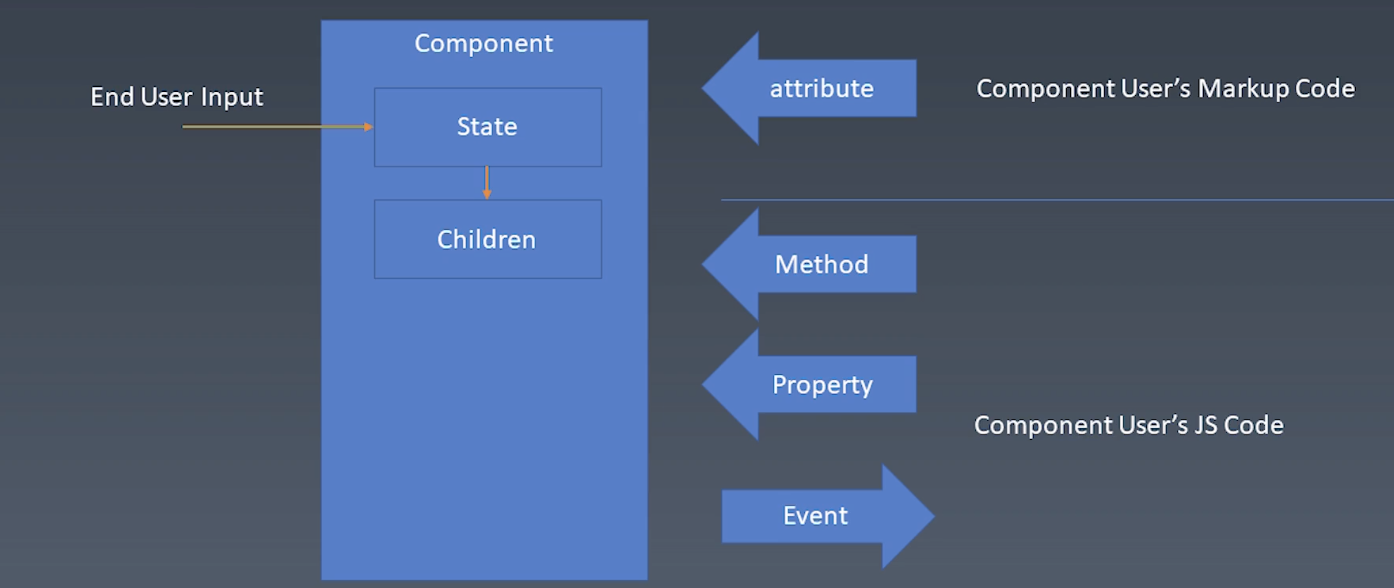 Component
End User Input
State
Children
attribute
Component User's Markup Code
Method
Property
Component User's JS Code
Event